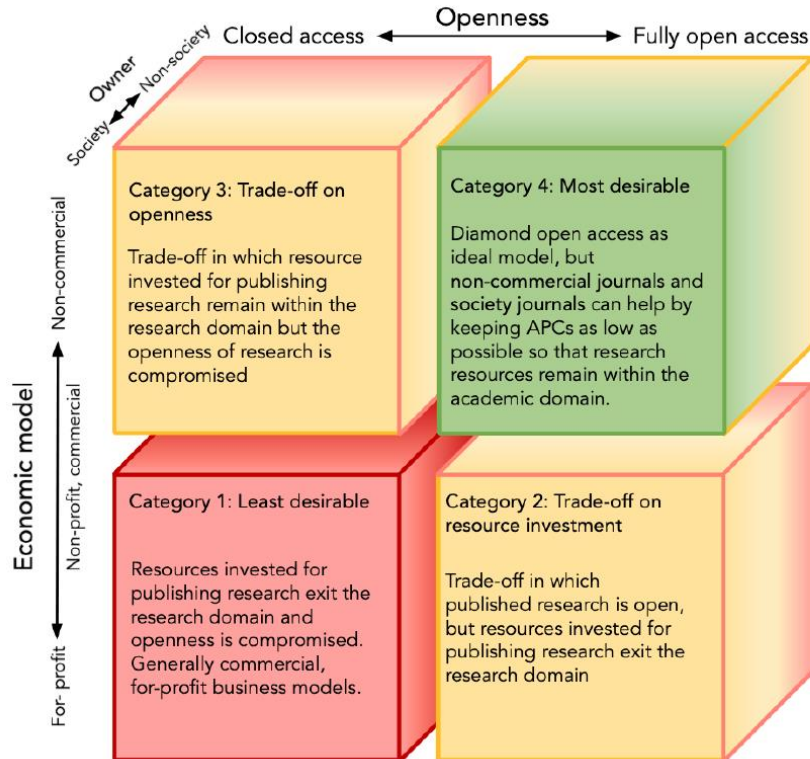 Openness
Closed access
Fully open access
Owner
Society
Non-society
Economic model
Non-commercial
Non-profit, commercial
For- profit
Category 3: Trade-off on
openness
Trade-off in which resource
invested for publishing
research remain within the
research domain but the
openness of research is
compromised
Category 4: Most desirable
Diamond open access as
ideal model, but
non-commercial journals and
society journals can help by
keeping APCs as low as
possible so that research
resources remain within the
academic domain.
Category 1: Least desirable
Resources invested for
publishing research exit the
research domain and
openness is compromised.
Generally commercial,
for-profit business models.
Category 2: Trade-off on
resource investment
Trade-off in which
published research is open,
but resources invested for
publishing research exit the
research domain